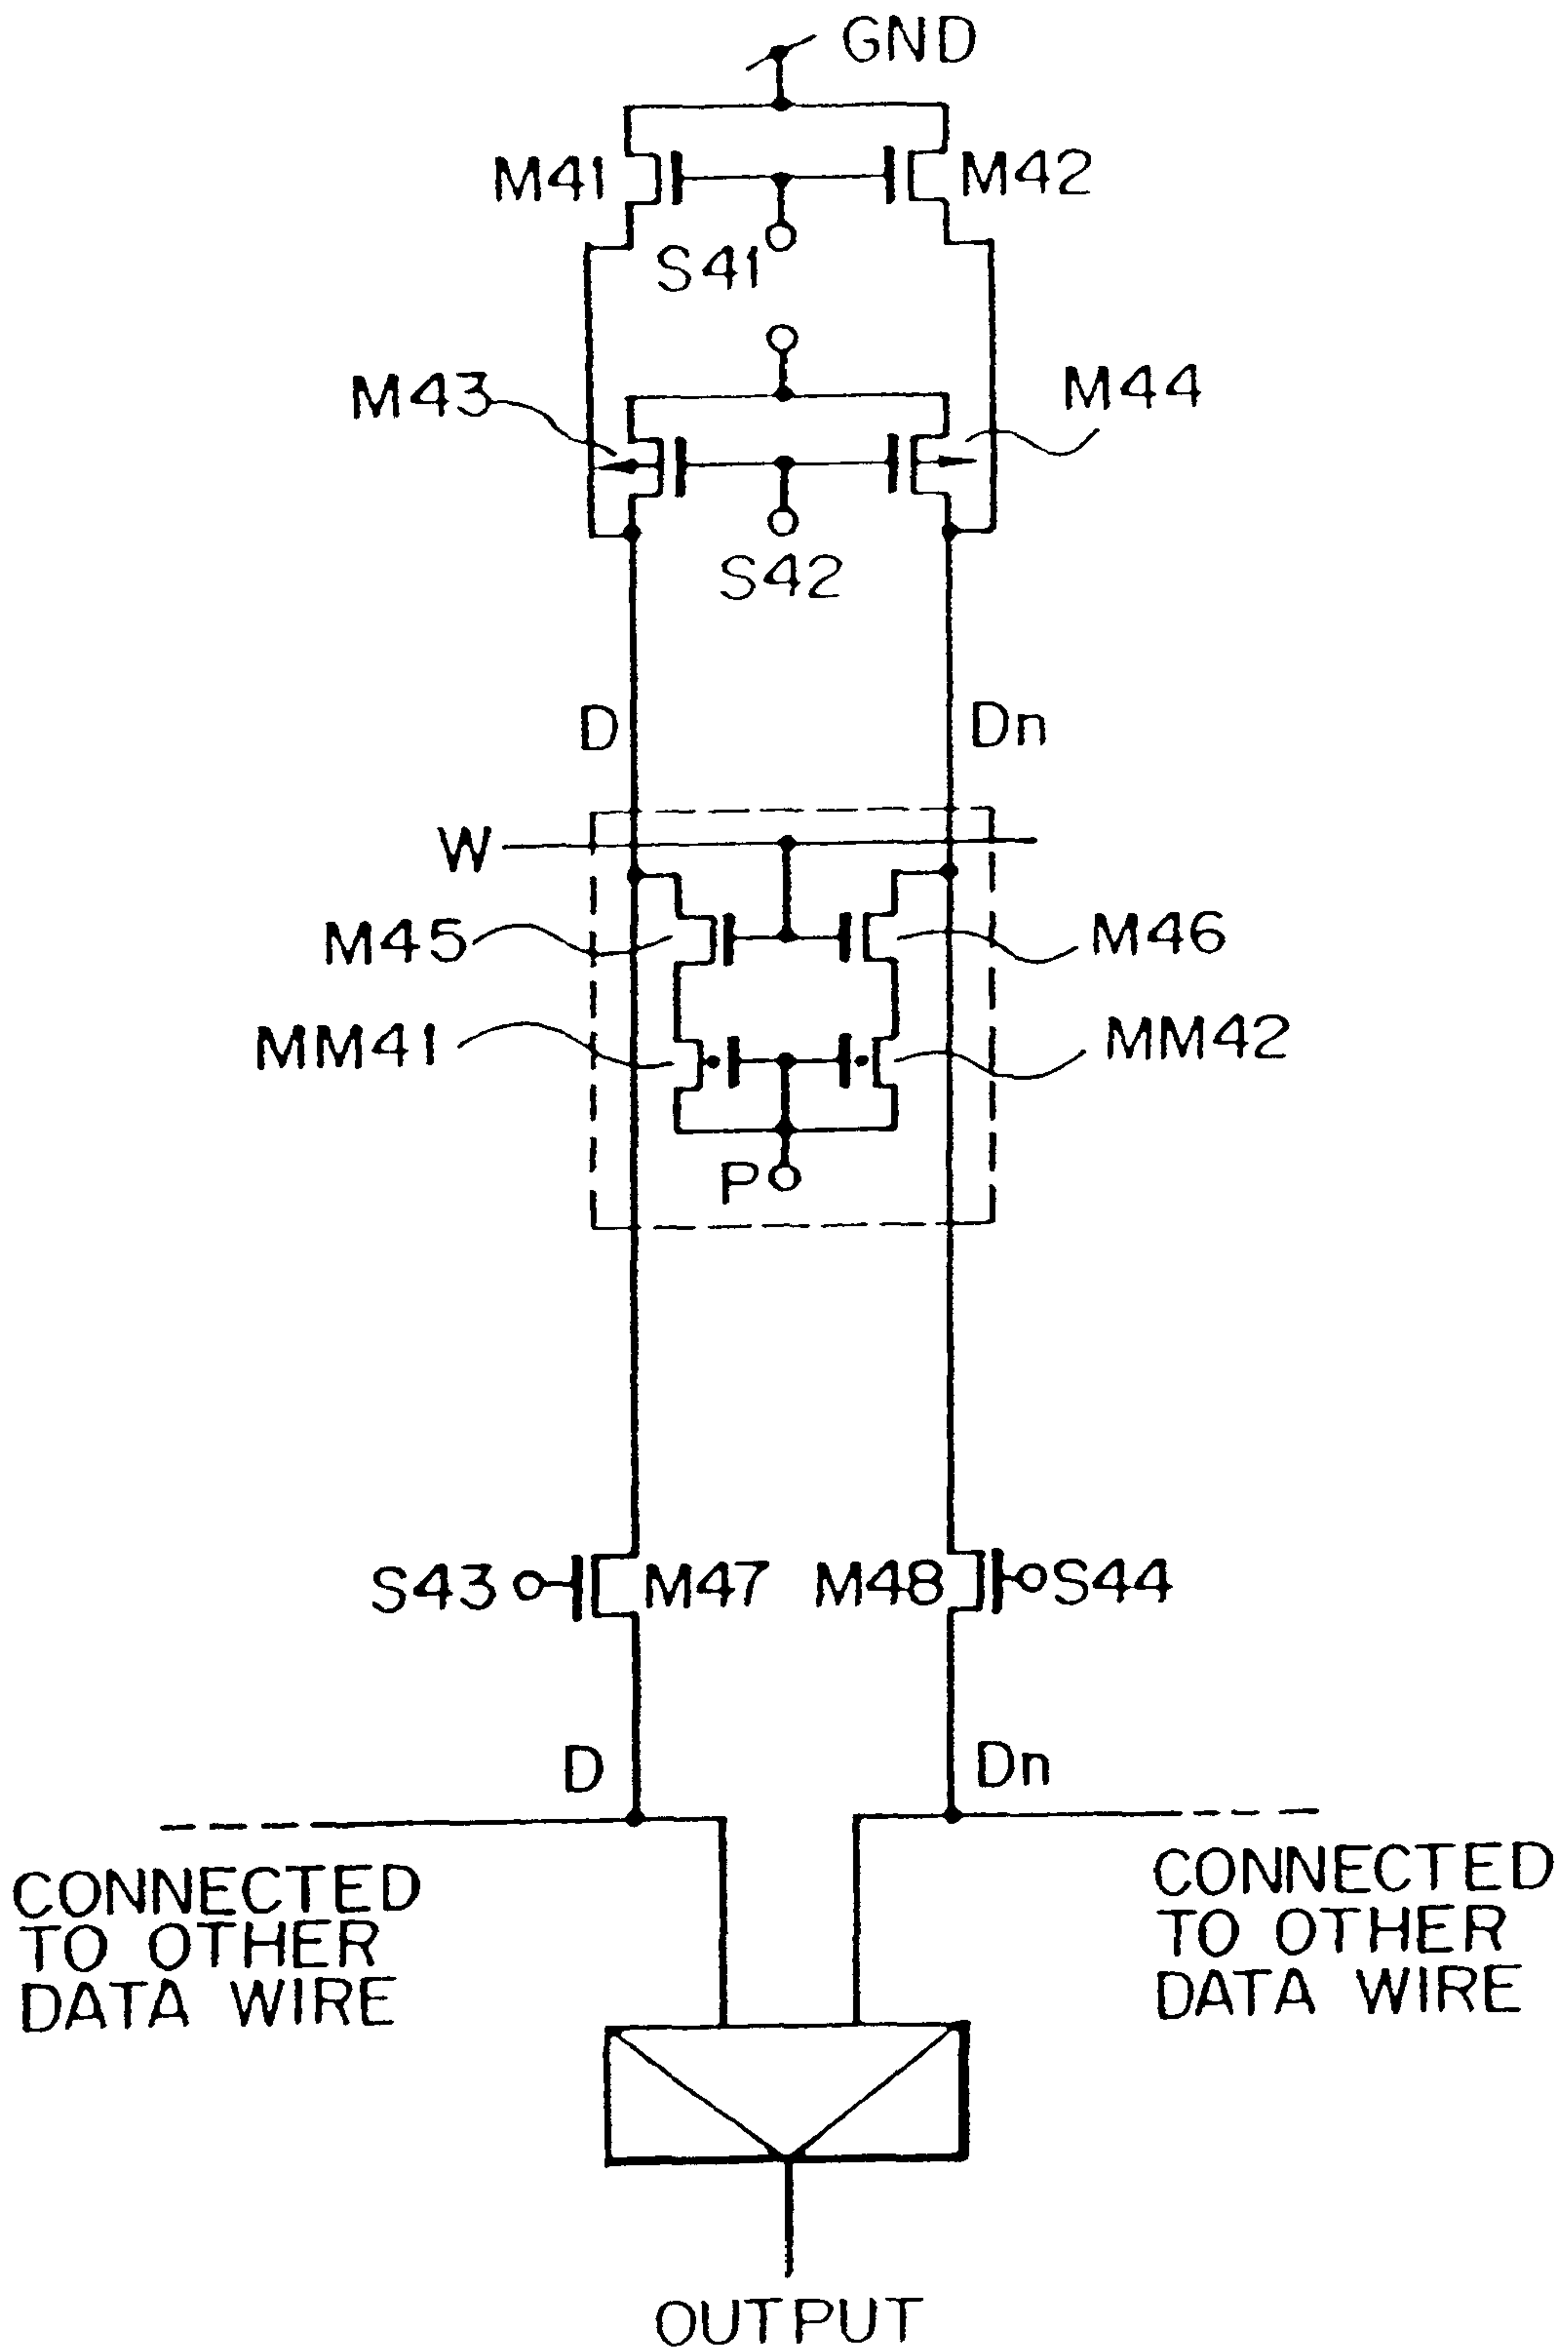 GND
M41
M42
S41
M43
M44
S42
D
Dn
W
M45
M46
MM41
MM42
P
S43
M47
M48
S44
D
Dn
CONNECTED
TO OTHER
DATA WIRE
CONNECTED
TO OTHER
DATA WIRE
OUTPUT